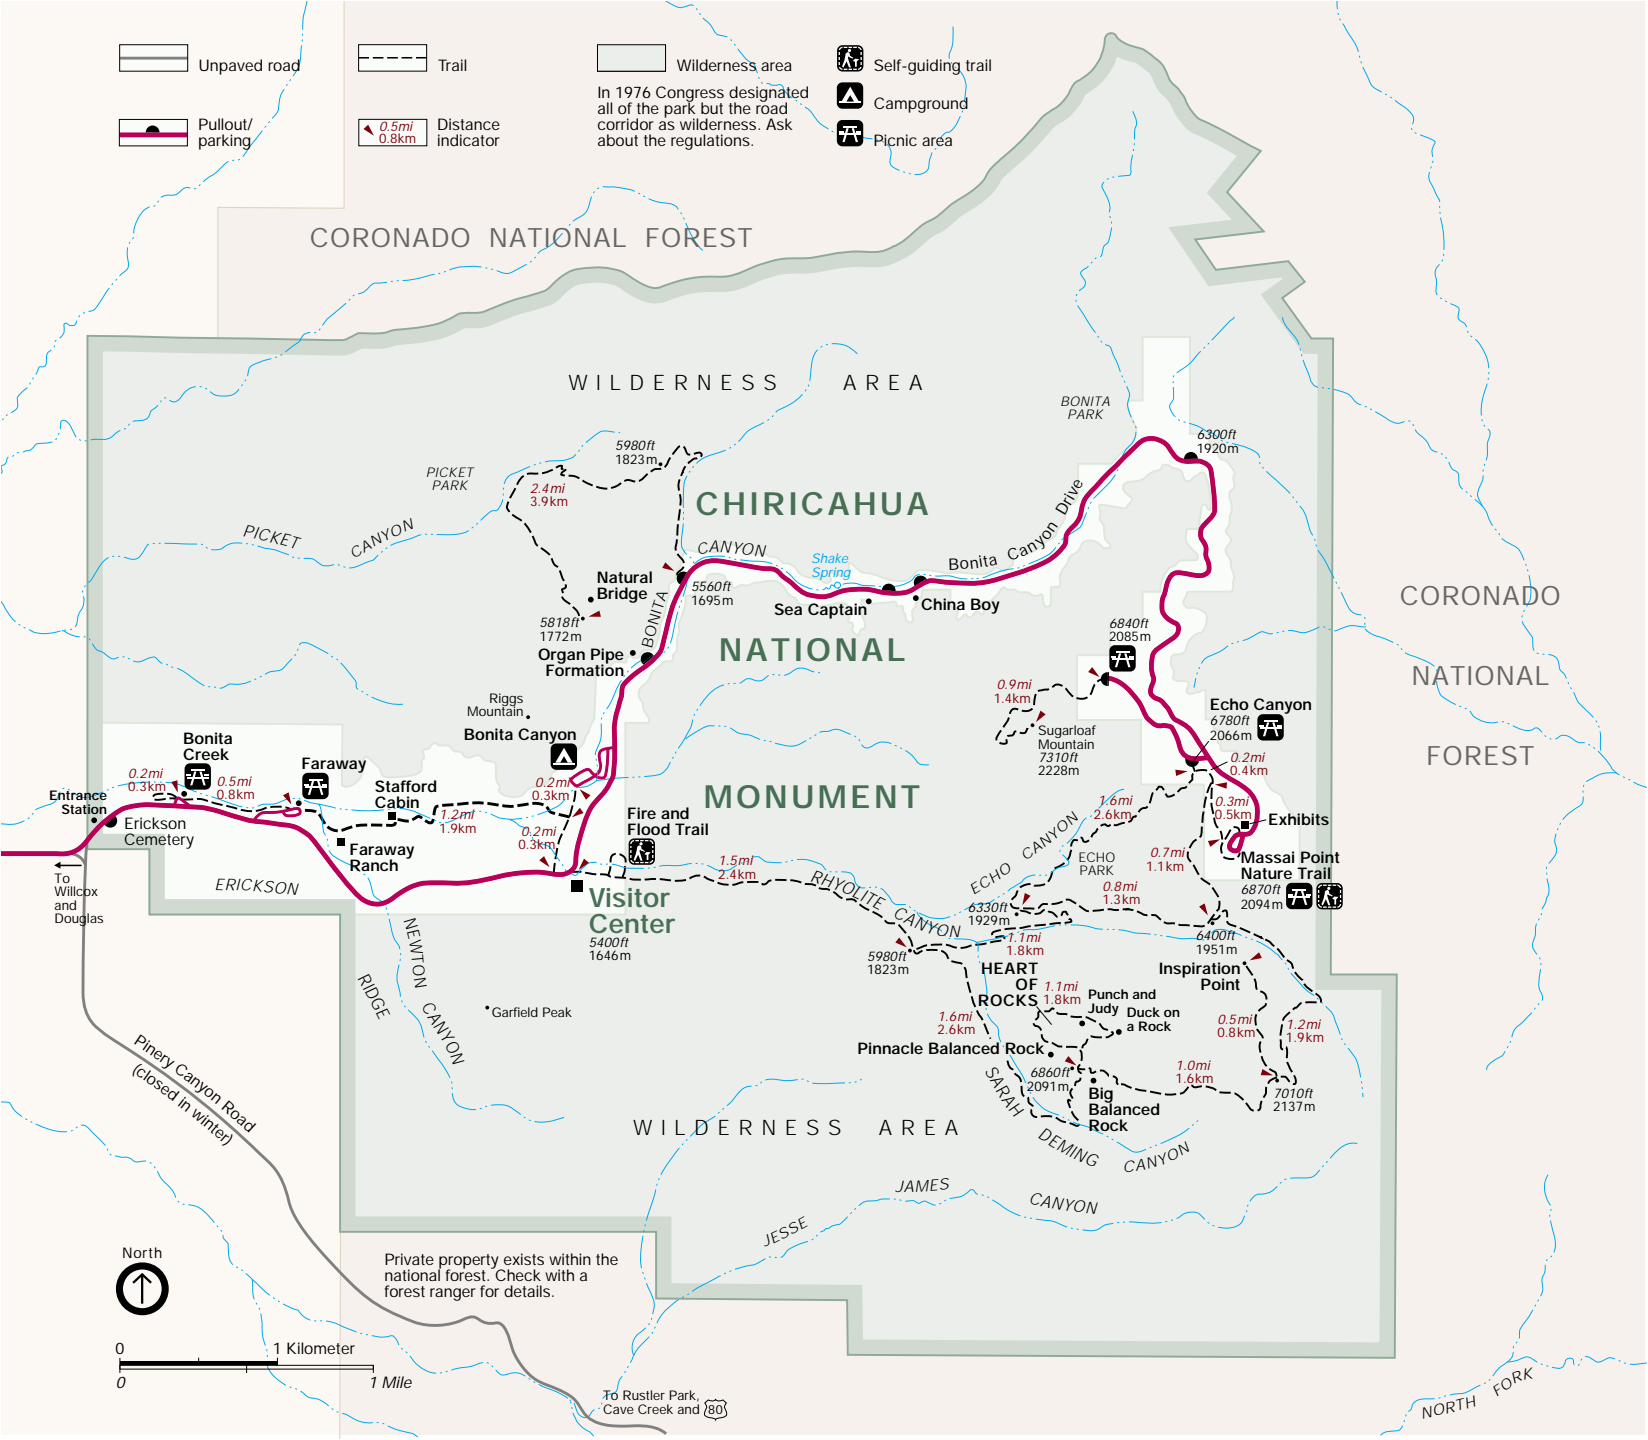 Unpaved road
Trail
Wilderness area
In 1976 Congress designated
all of the park but the road
corridor as wilderness. Ask
about the regulations.
Self-guiding trail
Campground
Picnic area
Pullout/
parking
0.5mi
0.8km
Distance
indicator
CORONADO NATIONAL FOREST
WILDERNESS AREA
BONITA
PARK
6300ft
1920m
5980ft
1823m
PICKET
PARK
2.4mi
3.9km
CHIRICAHUA
PICKET CANYON
CANYON
Shake
Spring
Bonita Canyon Drive
Natural
Bridge
5560ft
1695m
BONITA
Sea Captain
China Boy
5818ft
1772m
CORONADO
NATIONAL
FOREST
NATIONAL
6840ft
2085m
Organ Pipe
Formation
0.9mi
1.4km
Riggs
Mountain
Bonita Canyon
Sugarloaf
Mountain
7310ft
2228m
Echo Canyon
6780ft
2066m
Bonita
Creek
Faraway
0.2mi
0.3km
0.5mi
0.8km
Stafford
Cabin
0.2mi
0.3km
MONUMENT
0.2mi
0.4km
Entrance
Station
Erickson
Cemetery
1.2mi
1.9km
Fire and
Flood Trail
1.6mi
2.6km
0.3mi
0.5km
Exhibits
0.2mi
0.3km
Faraway
Ranch
ECHO CANYON
ECHO
PARK
0.7mi
1.1km
Massai Point
Nature Trail
6870ft
2094m
To
Willcox
and
Douglas
ERICKSON
RIDGE
1.5mi
2.4km
RHYOLITE CANYON
0.8mi
1.3km
Visitor
Center
5400ft
1646m
6330ft
1929m
6400ft
1951m
NEWTON CANYON
5980ft
1823m
1.1mi
1.8km
HEART
OF
ROCKS
1.1mi
1.8km
Inspiration
Point
Punch and
Judy
Duck on
a Rock
Garfield Peak
1.6mi
2.6km
0.5mi
0.8km
1.2mi
1.9km
Pinnacle Balanced Rock
6860ft
2091m
1.0mi
1.6km
Big
Balanced
Rock
7010ft
2137m
SARAH DEMING CANYON
Pinery Canyon Road
(closed in winter)
WILDERNESS AREA
JESSE JAMES CANYON
North
Private property exists within the
national forest. Check with a
forest ranger for details.
0 1 Kilometer
0 1 Mile
To Rustler Park,
Cave Creek and 80
NORTH FORK